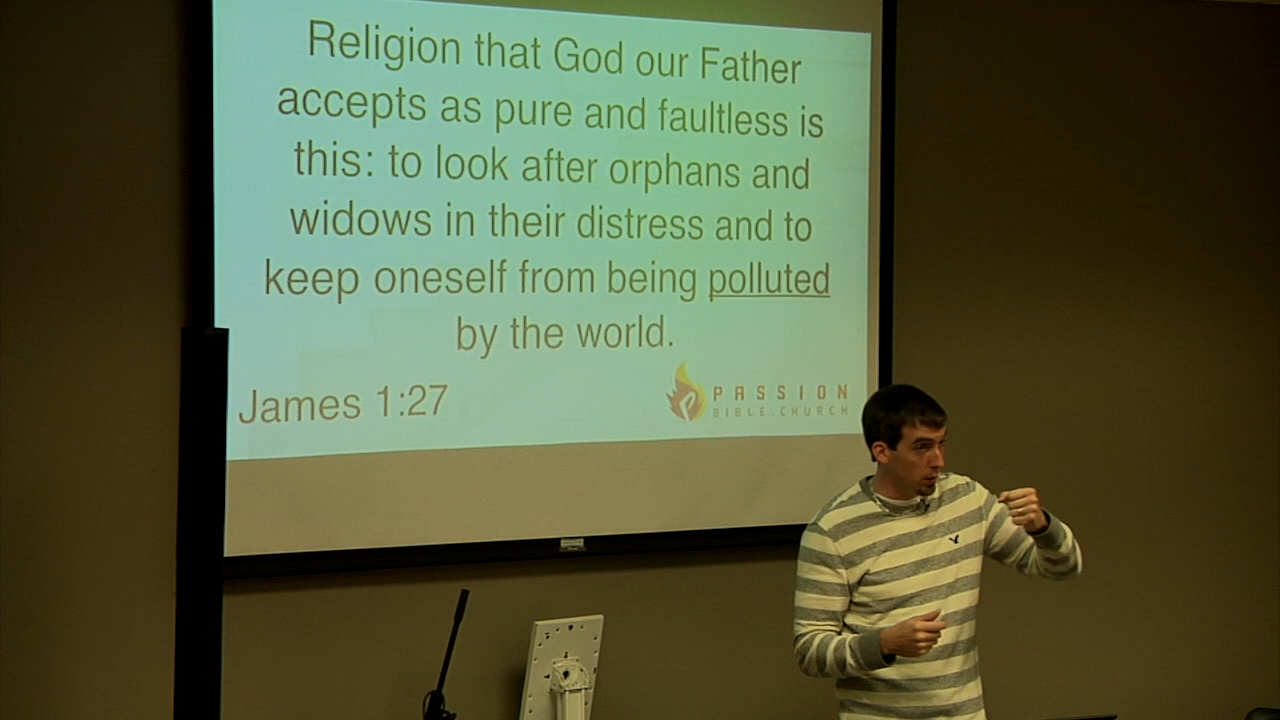 Religion that God our Father
accepts as pure and faultless is
this: to look after orphans and
widows in their distress and to
keep oneself from being polluted
by the world.
James 1:27
PASSION
BIBLE.CHURCH